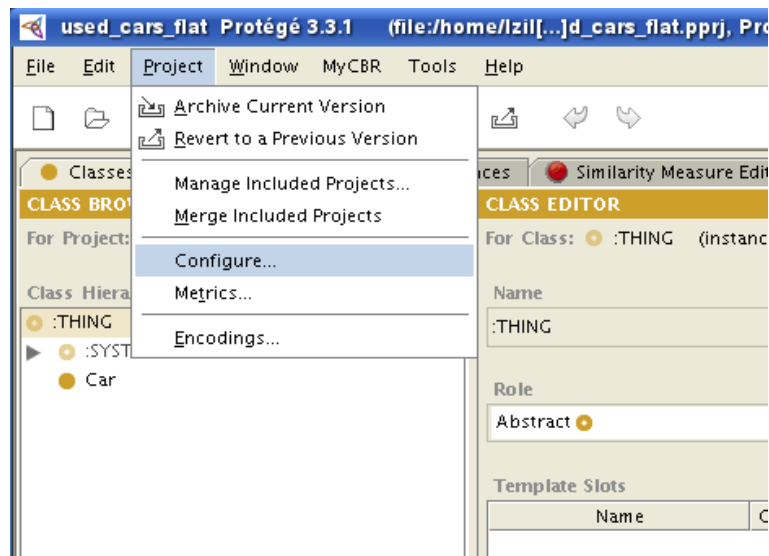 used_cars_flat Protégé 3.3.1 (file:/home/lzil[...]d_cars_flat.pprj, Pro
File Edit Project Window MyCBR Tools Help
Archive Current Version
Revert to a Previous Version
Manage Included Projects...
Merge Included Projects
Configure...
Metrics...
Encodings...
Classes
nces
Similarity Measure Edit
CLASS BRO
CLASS EDITOR
For Project:
For Class: :THING (instanc
Class Hiera
Name
:THING
:THING
:SYST
Car
Role
Abstract
Template Slots
Name